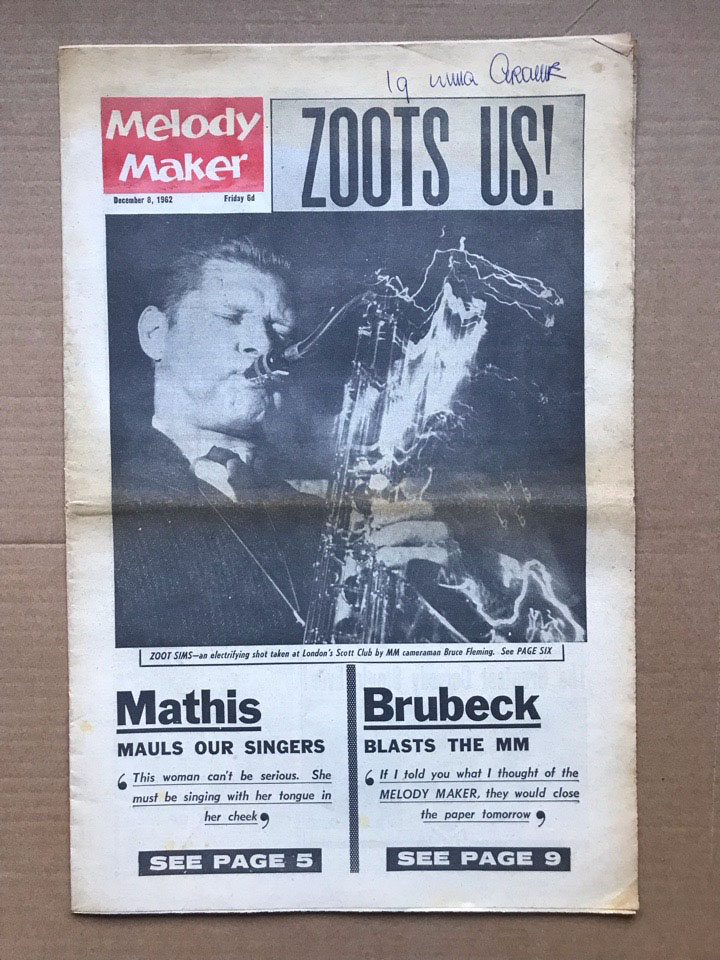 Melody
Maker
December 8, 1962 Friday 6d
ZOOTS US!
ZOOT SIMS—an electrifying shot taken at London's Scott Club by MM cameraman Bruce Fleming. See PAGE SIX
Mathis
MAULS OUR SINGERS
‘This woman can't be serious. She
must be singing with her tongue in
her cheek’
SEE PAGE 5
Brubeck
BLASTS THE MM
‘If I told you what I thought of the
MELODY MAKER, they would close
the paper tomorrow’
SEE PAGE 9